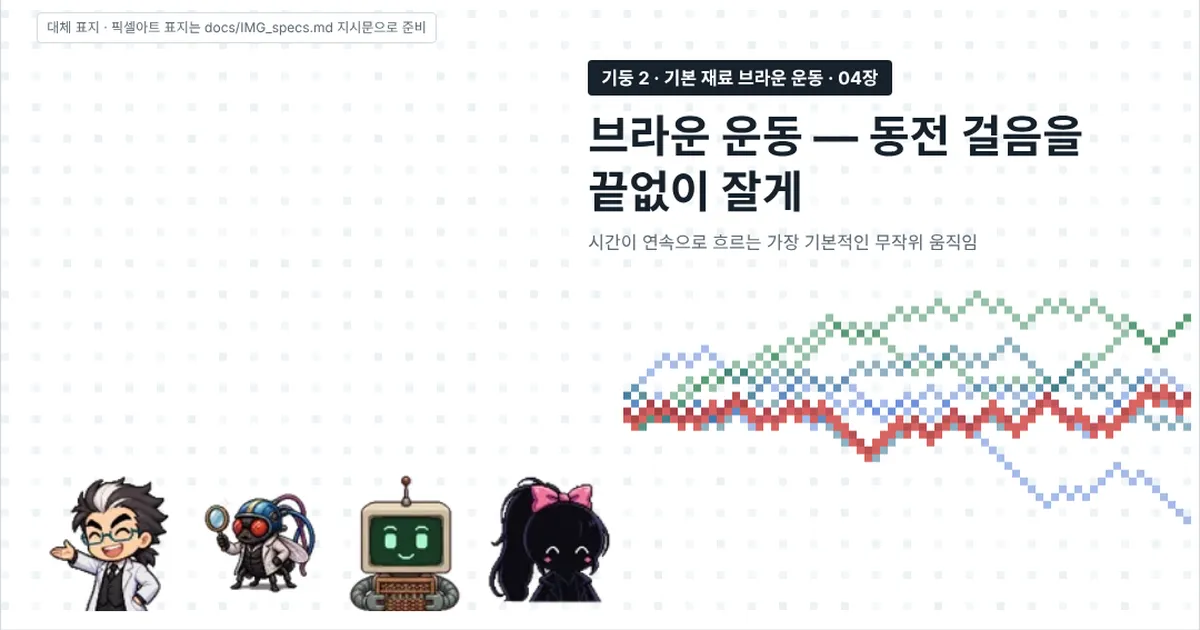 대체 표지 · 픽셀아트 표지는 docs/IMG_specs.md 지시문으로 준비
기둥 2 · 기본 재료 브라운 운동 · 04장
브라운 운동 — 동전 걸음을
끝없이 잘게
시간이 연속으로 흐르는 가장 기본적인 무작위 움직임